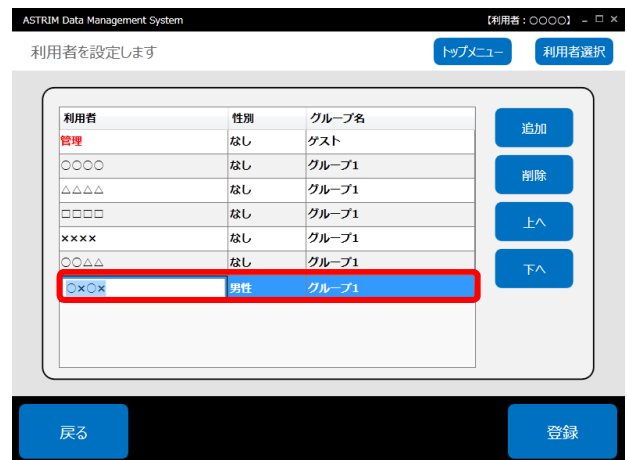 ASTRIM Data Management System 【利用者：○○○○】 － □ ×
利用者を設定します トップメニュー 利用者選択
利用者 性別 グループ名
管理 なし ゲスト
○○○○ なし グループ1
△△△△ なし グループ1
□□□□ なし グループ1
×××× なし グループ1
○○△△ なし グループ1
○×○× 男性 グループ1
追加
削除
上へ
下へ
戻る 登録